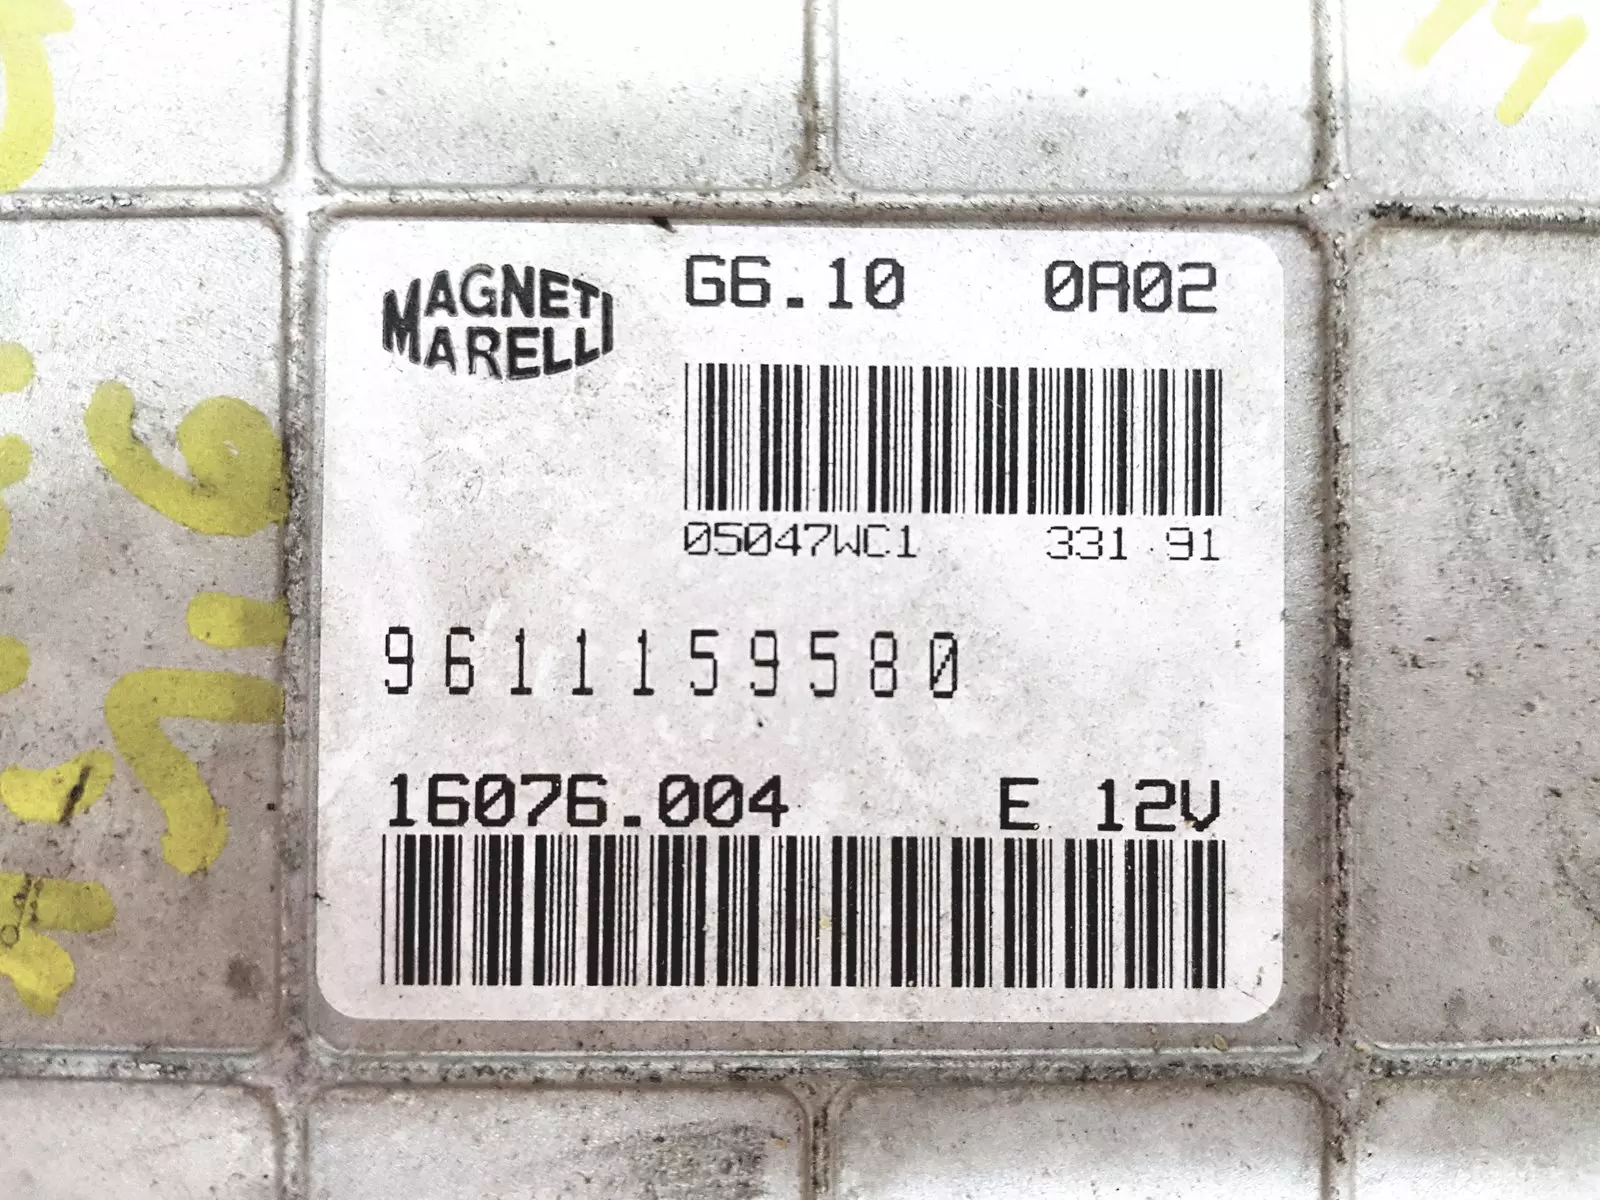 MAGNETI
MARELLI
G6.10 0A02
05047WC1 331 91
9611159580
16076.004 E 12V